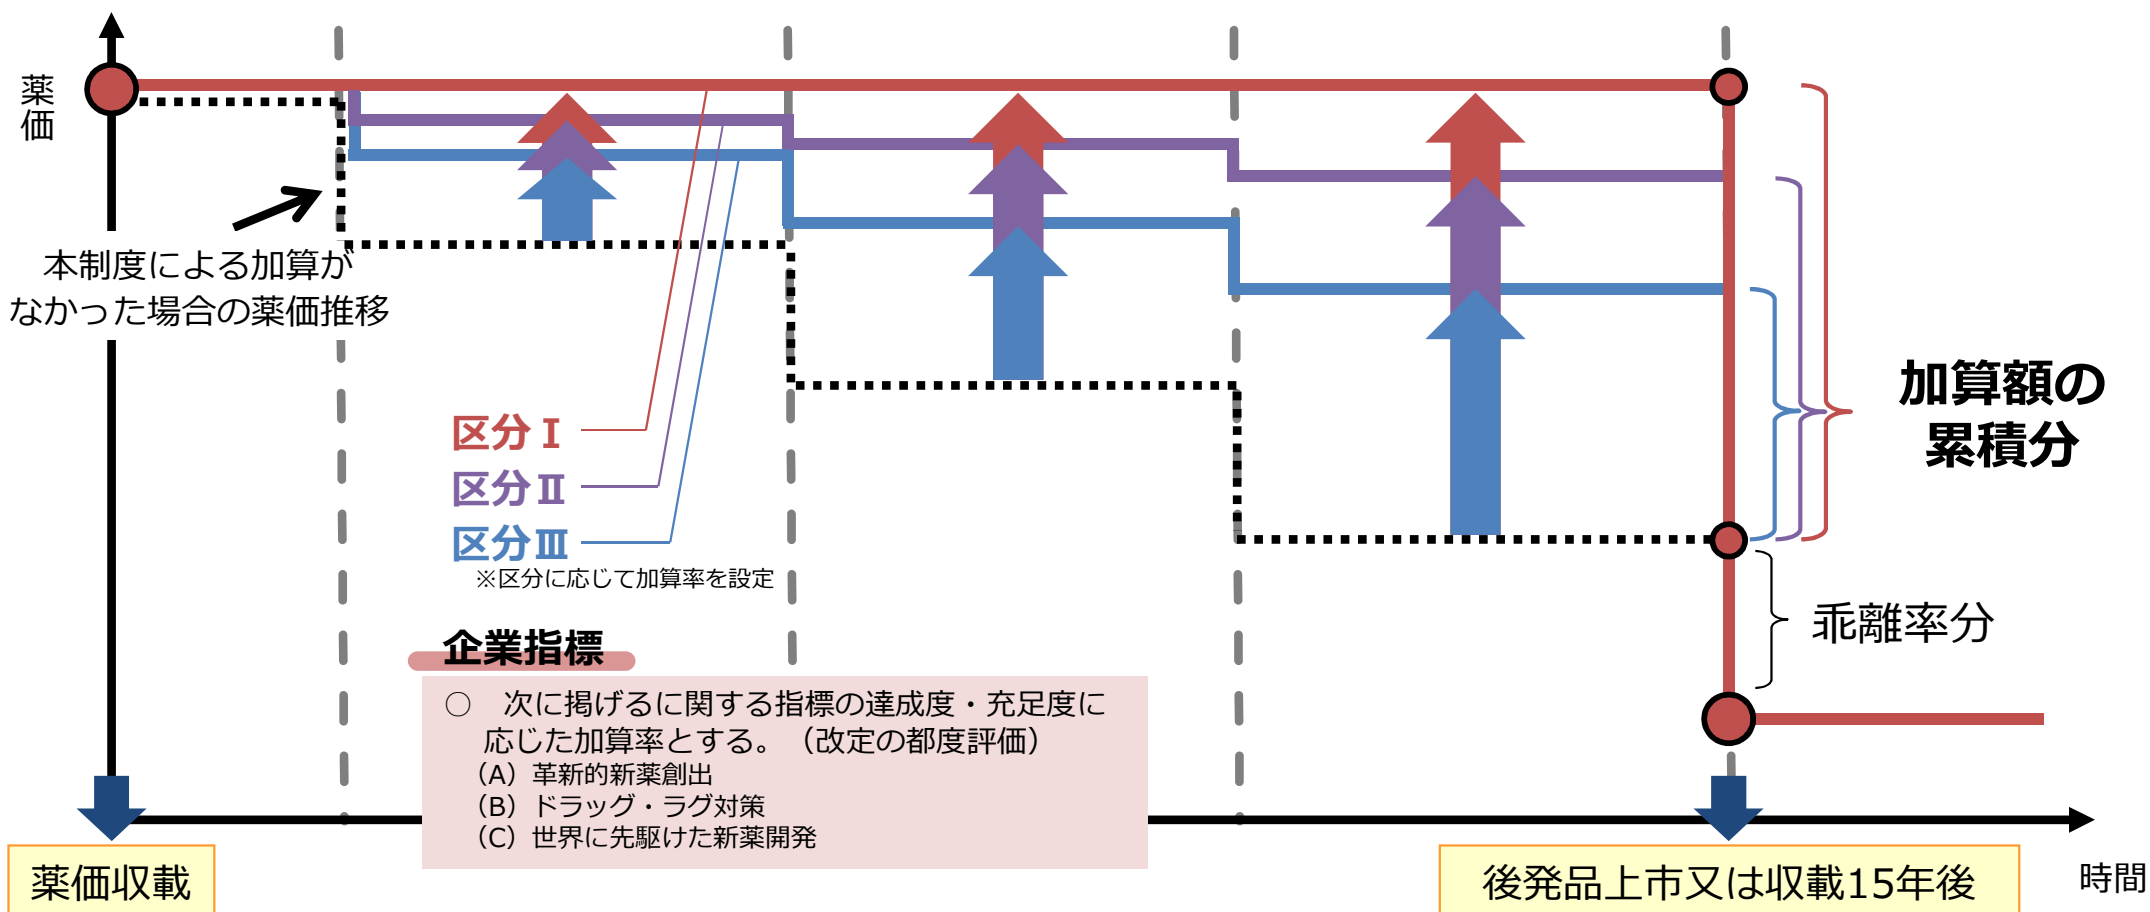 薬価
本制度による加算が
なかった場合の薬価推移
区分Ⅰ
区分Ⅱ
区分Ⅲ
※区分に応じて加算率を設定
企業指標
○　次に掲げるに関する指標の達成度・充足度に
応じた加算率とする。（改定の都度評価）
（A）革新的新薬創出
（B）ドラッグ・ラグ対策
（C）世界に先駆けた新薬開発
加算額の
累積分
乖離率分
薬価収載
後発品上市又は収載15年後
時間